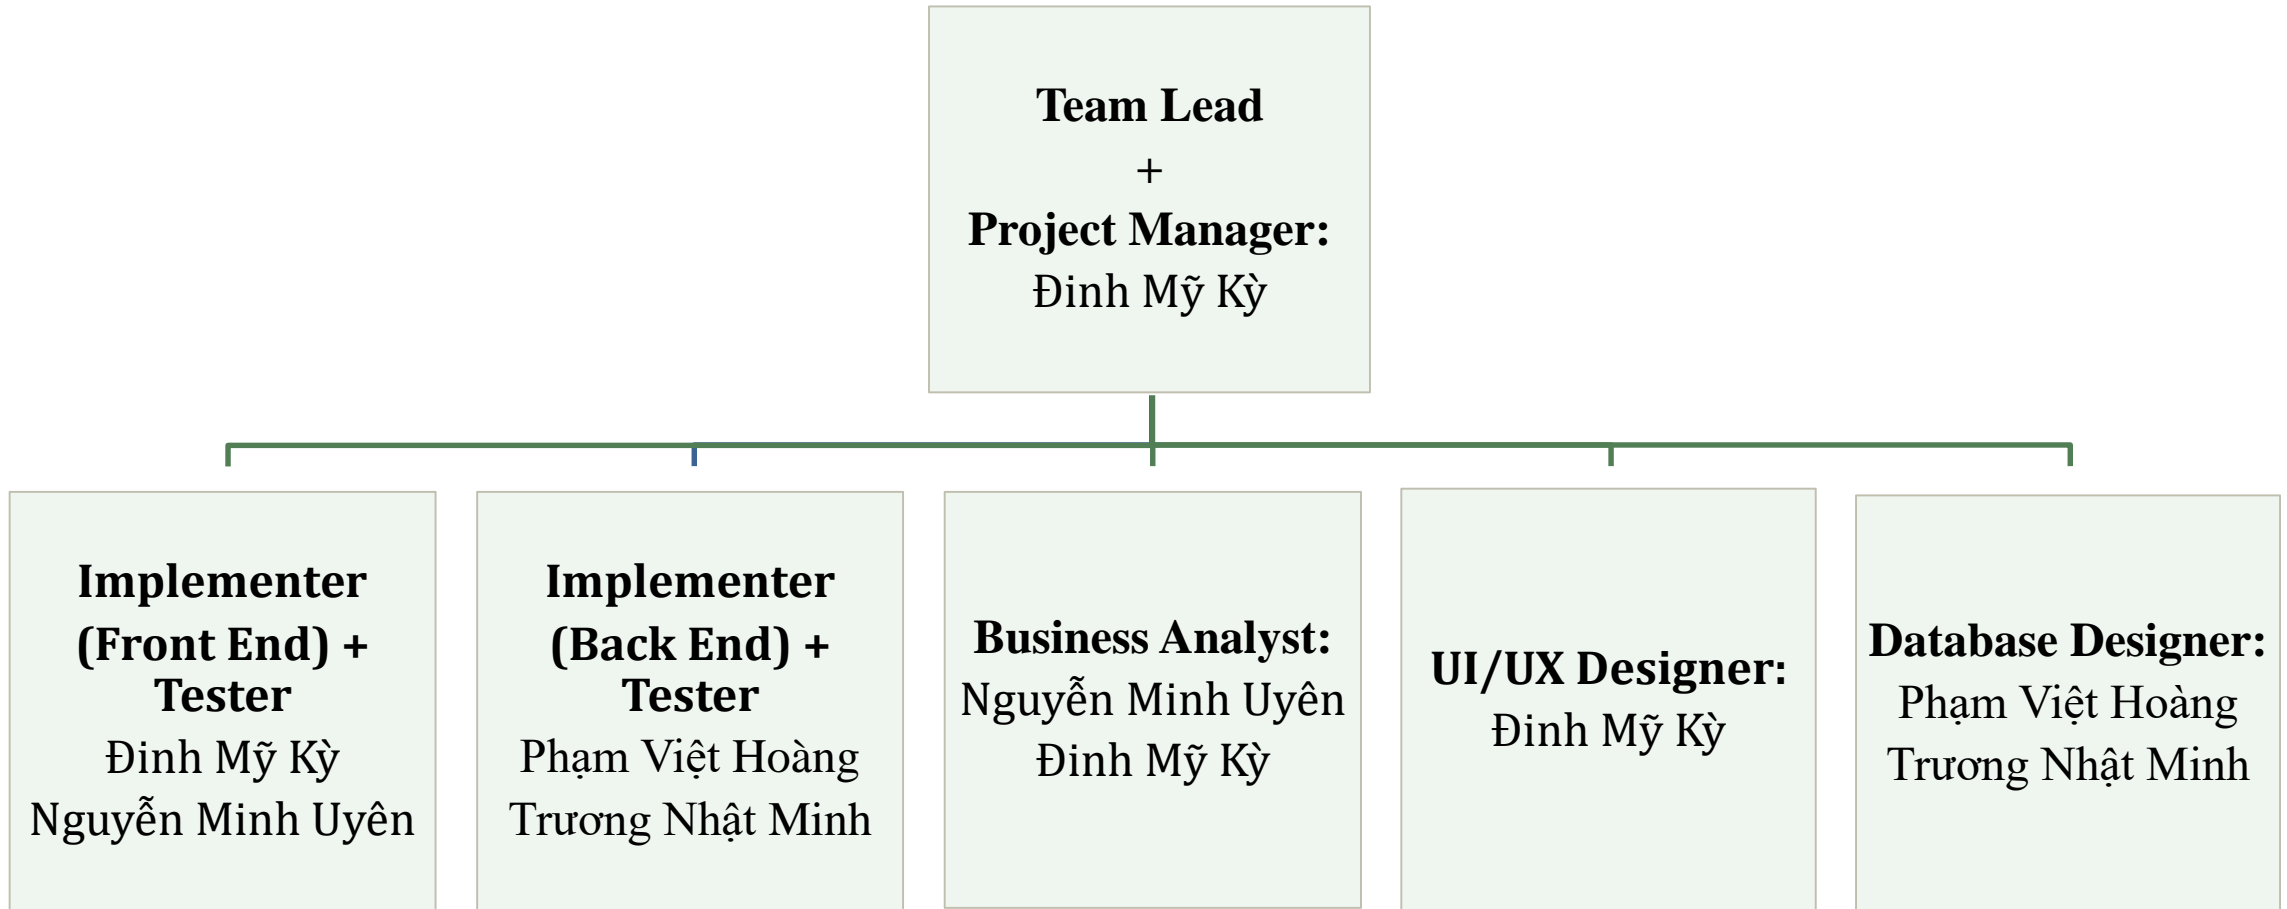 Team Lead
+
Project Manager:
Đinh Mỹ Kỳ
Implementer
(Front End) +
Tester
Đinh Mỹ Kỳ
Nguyễn Minh Uyên
Implementer
(Back End) +
Tester
Phạm Việt Hoàng
Trương Nhật Minh
Business Analyst:
Nguyễn Minh Uyên
Đinh Mỹ Kỳ
UI/UX Designer:
Đinh Mỹ Kỳ
Database Designer:
Phạm Việt Hoàng
Trương Nhật Minh